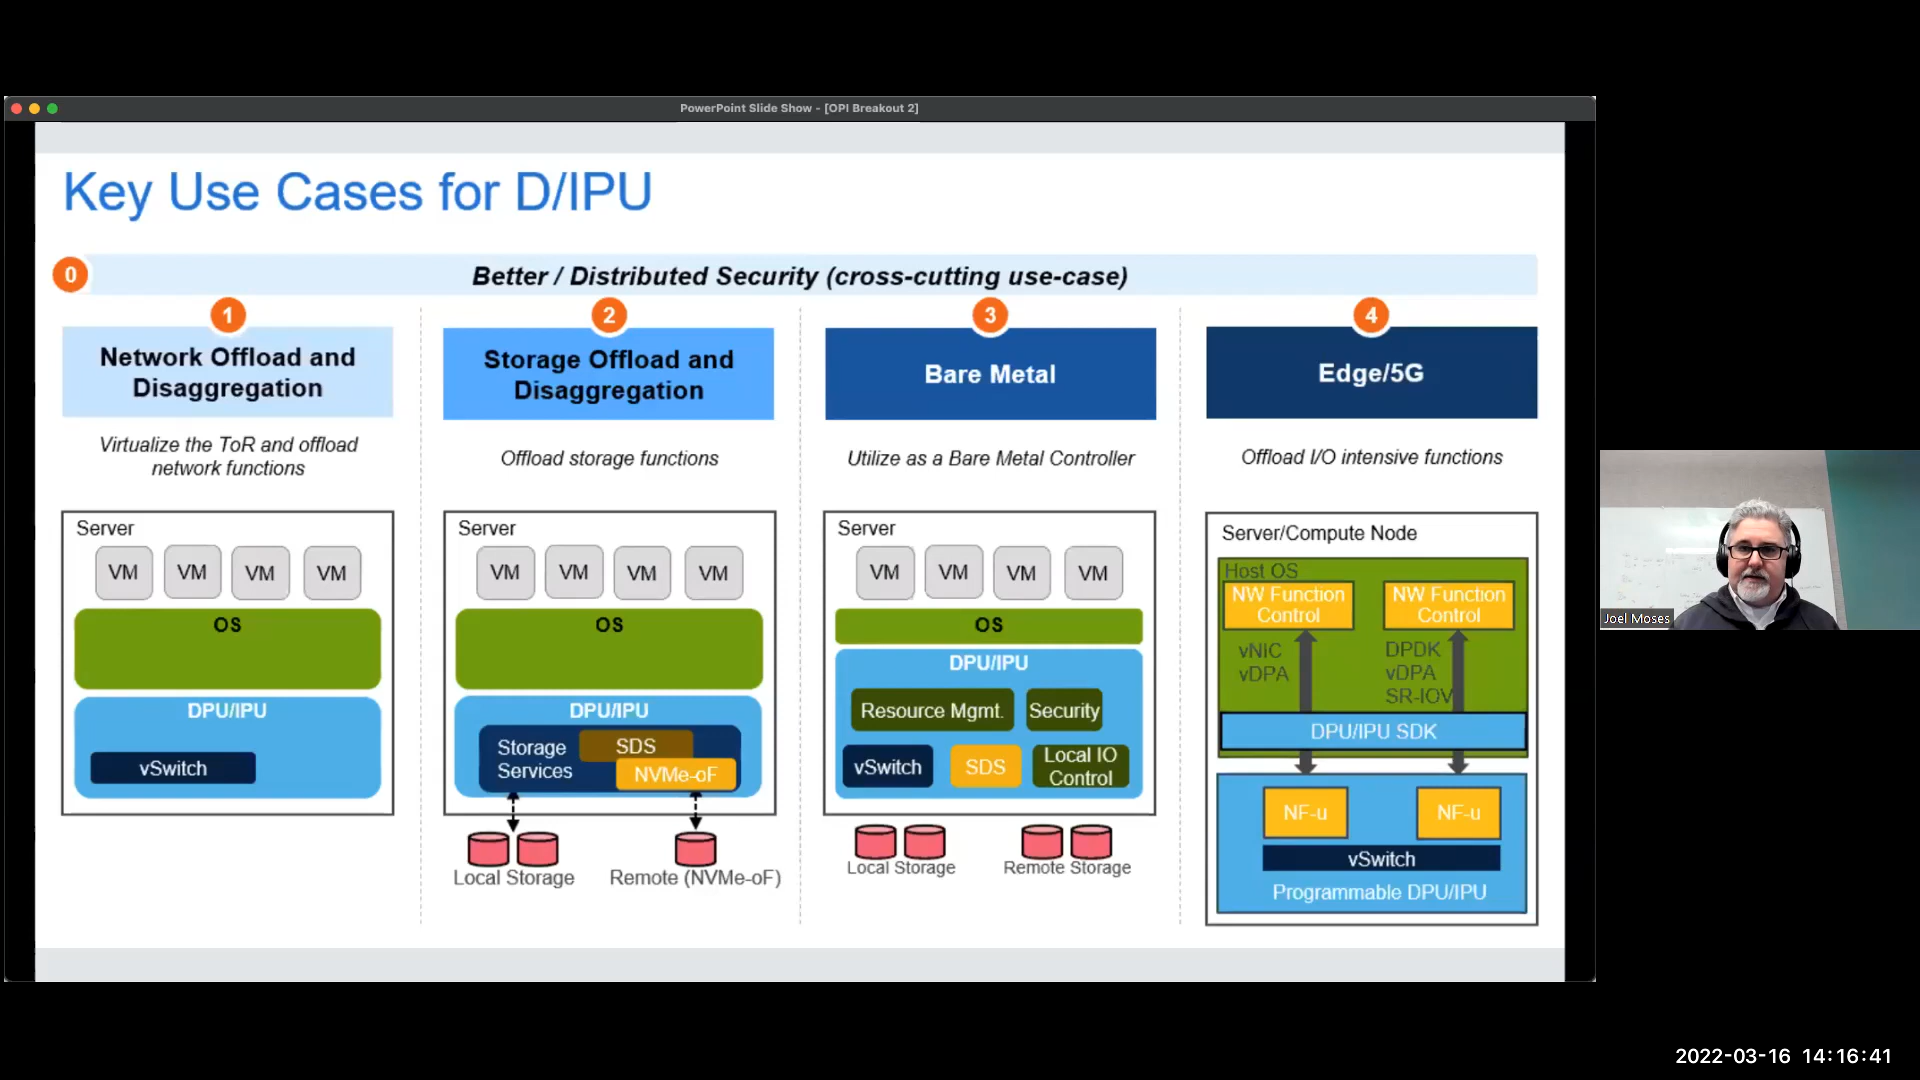 PowerPoint Slide Show - [OPI Breakout 2]
Key Use Cases for D/IPU
0
Better / Distributed Security (cross-cutting use-case)
1
Network Offload and
Disaggregation
Virtualize the ToR and offload
network functions
Server
VM VM VM VM
OS
DPU/IPU
vSwitch
2
Storage Offload and
Disaggregation
Offload storage functions
Server
VM VM VM VM
OS
DPU/IPU
Storage
Services
SDS
NVMe-oF
Local Storage
Remote (NVMe-oF)
3
Bare Metal
Utilize as a Bare Metal Controller
Server
VM VM VM VM
OS
DPU/IPU
Resource Mgmt.
Security
vSwitch
SDS
Local IO
Control
Local Storage
Remote Storage
4
Edge/5G
Offload I/O intensive functions
Server/Compute Node
Host OS
NW Function
Control
NW Function
Control
vNIC
vDPA
DPDK
vDPA
SR-IOV
DPU/IPU SDK
NF-u
NF-u
vSwitch
Programmable DPU/IPU
Joel Moses
2022-03-16 14:16:41